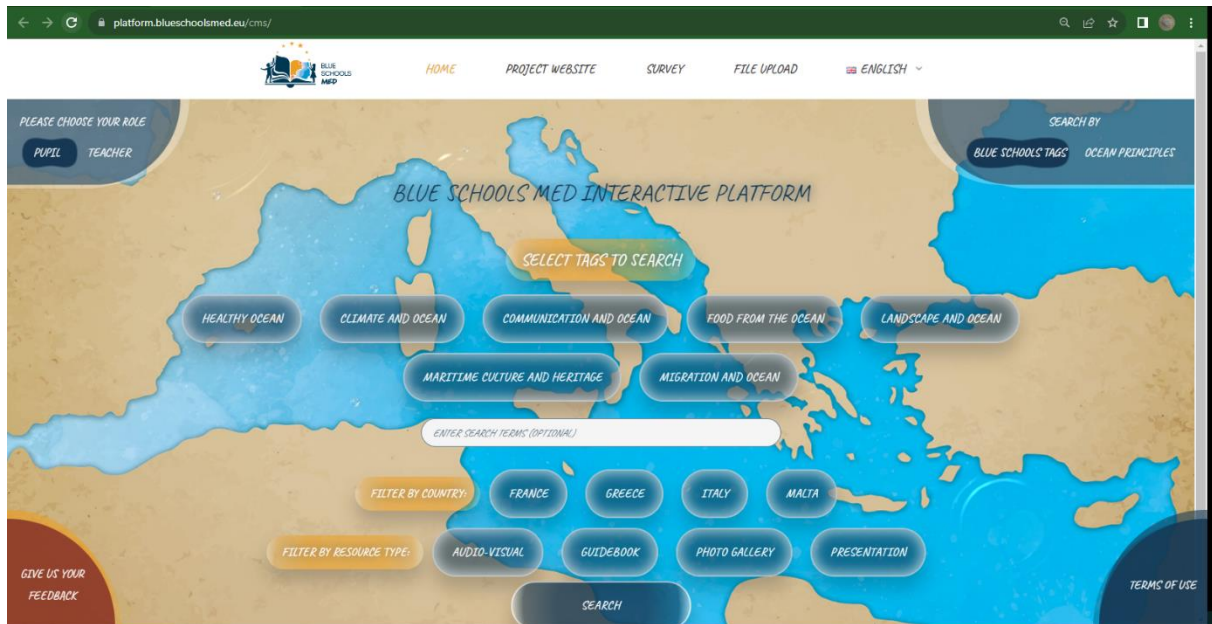 platform.blueschoolsmed.eu/cms/
BLUE
SCHOOLS
MED
HOME PROJECT WEBSITE SURVEY FILE UPLOAD ENGLISH
PLEASE CHOOSE YOUR ROLE
PUPIL TEACHER
SEARCH BY
BLUE SCHOOLS TAGS OCEAN PRINCIPLES
BLUE SCHOOLS MED INTERACTIVE PLATFORM
SELECT TAGS TO SEARCH
HEALTHY OCEAN CLIMATE AND OCEAN COMMUNICATION AND OCEAN FOOD FROM THE OCEAN LANDSCAPE AND OCEAN
MARITIME CULTURE AND HERITAGE MIGRATION AND OCEAN
ENTER SEARCH TERMS (OPTIONAL)
FILTER BY COUNTRY: FRANCE GREECE ITALY MALTA
FILTER BY RESOURCE TYPE: AUDIO-VISUAL GUIDEBOOK PHOTO GALLERY PRESENTATION
SEARCH
GIVE US YOUR
FEEDBACK
TERMS OF USE